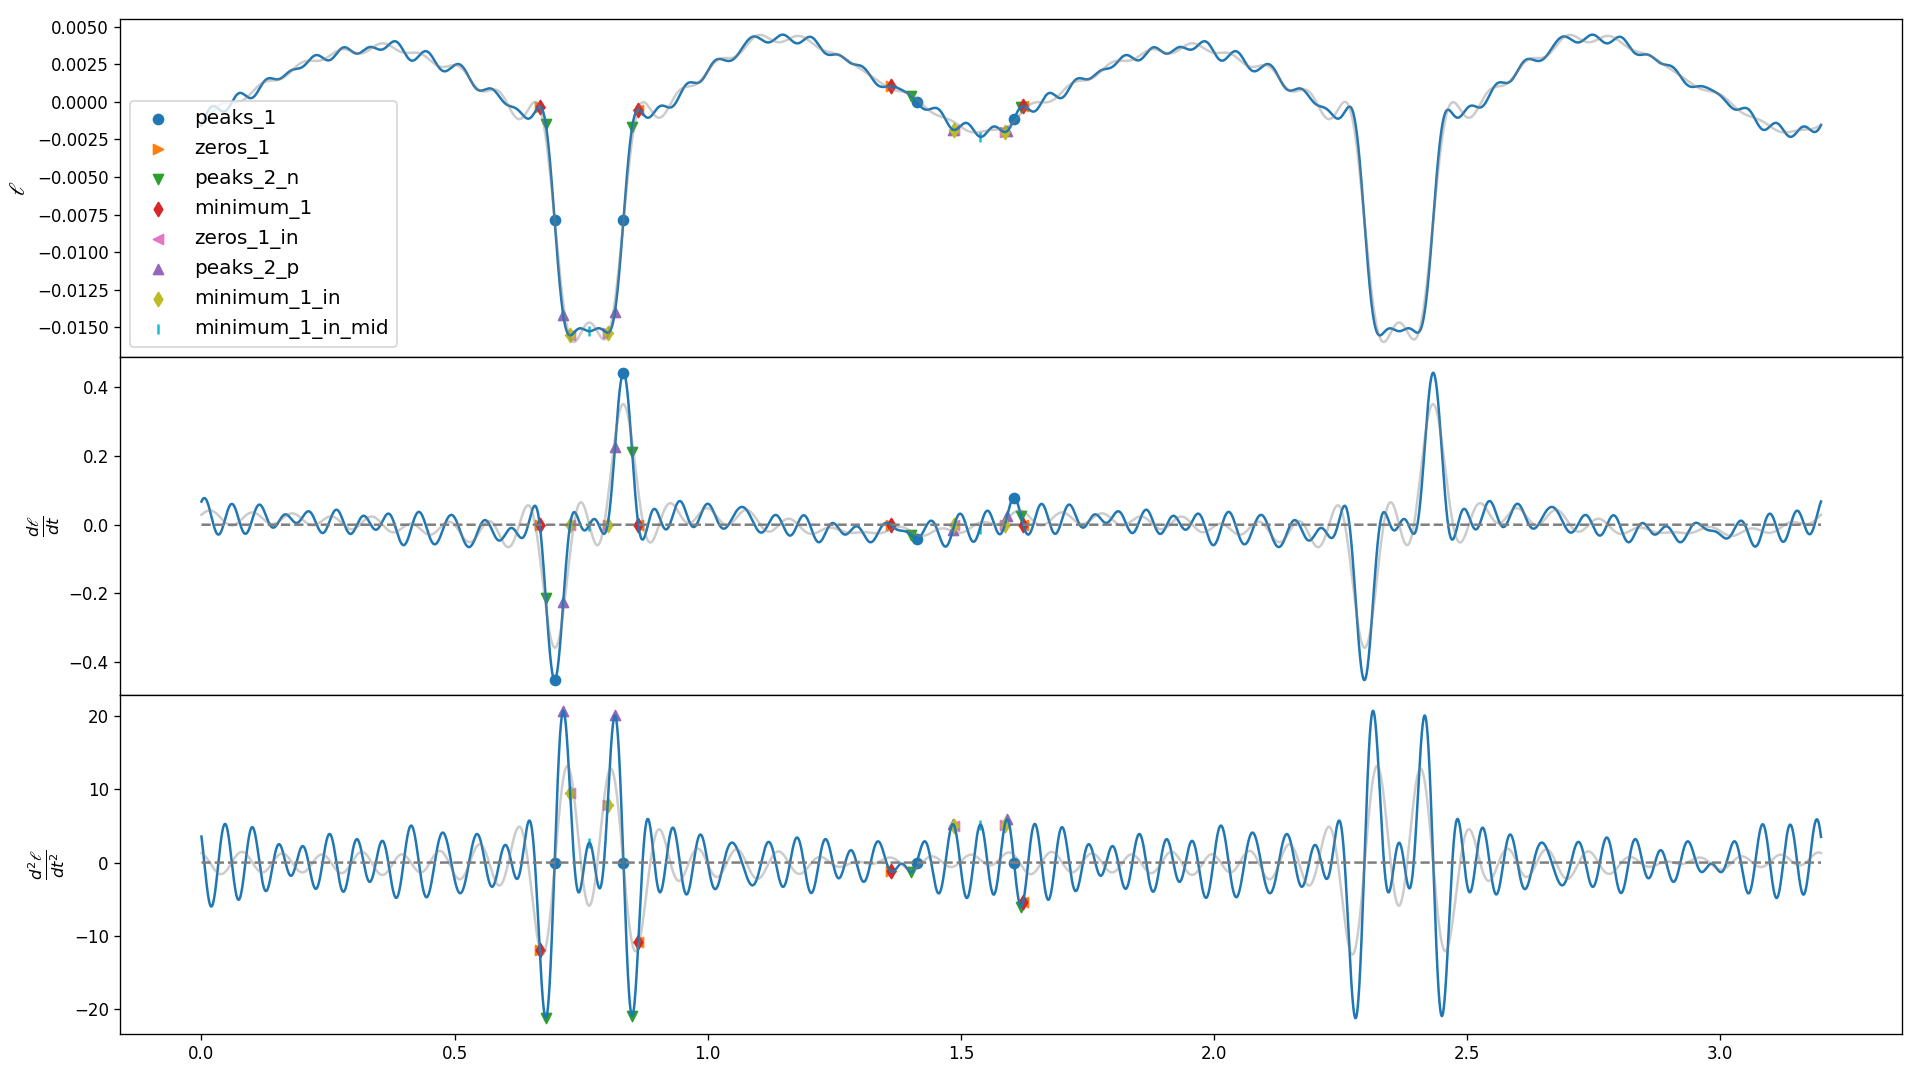 0.0050
0.0025
0.0000
−0.0025
−0.0050
−0.0075
−0.0100
−0.0125
−0.0150
ℓ
peaks_1
zeros_1
peaks_2_n
minimum_1
zeros_1_in
peaks_2_p
minimum_1_in
minimum_1_in_mid
0.4
0.2
0.0
−0.2
−0.4
dℓ
dt
20
10
0
−10
−20
d²ℓ
dt²
0.0 0.5 1.0 1.5 2.0 2.5 3.0